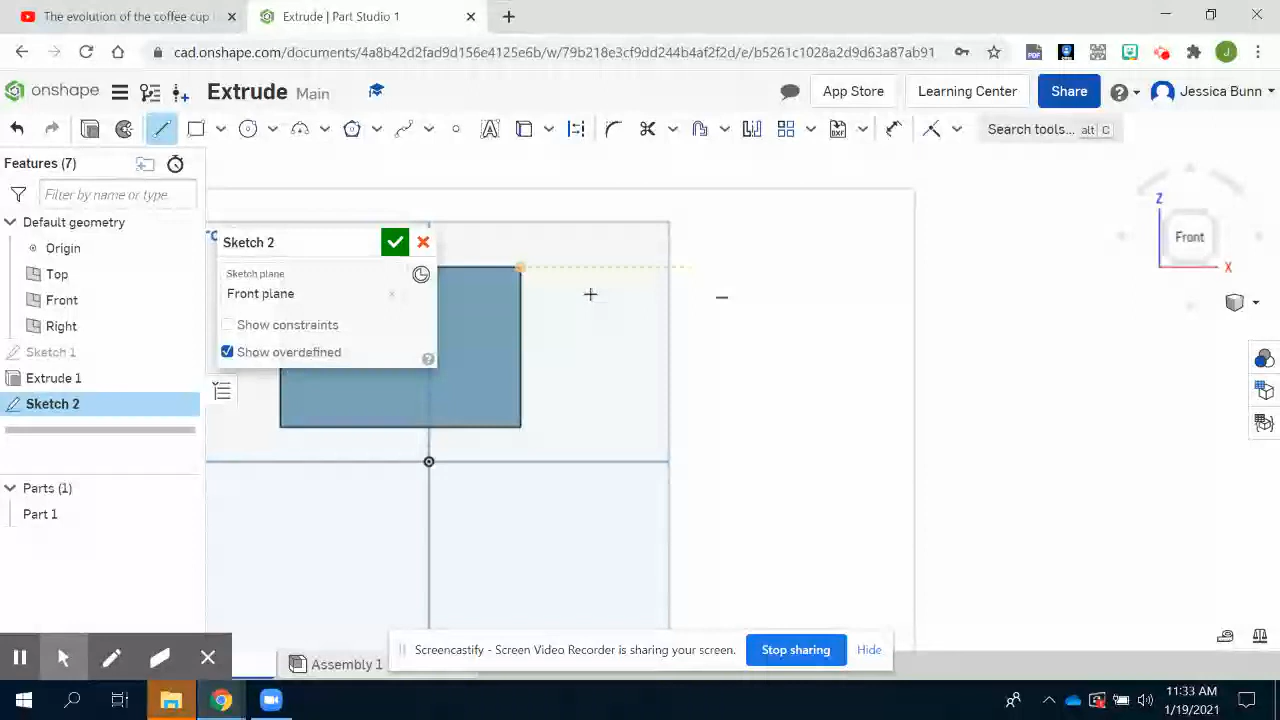 The evolution of the coffee cup
Extrude | Part Studio 1
cad.onshape.com/documents/4a8b42d2fad9d156e4125e6b/w/79b218e3cf9dd244b4af2f2d/e/b5261c1028a2d9d63a87ab91
PDF
J
onshape
Extrude Main
App Store
Learning Center
Share
Jessica Bunn
DXF
Search tools... alt C
Features (7)
Filter by name or type
Default geometry
Origin
Top
Front
Right
Sketch 1
Extrude 1
Sketch 2
Parts (1)
Part 1
Sketch 2
Sketch plane
Front plane
Show constraints
Show overdefined
Z
Front
X
Assembly 1
Screencastify - Screen Video Recorder is sharing your screen.
Stop sharing
Hide
11:33 AM
1/19/2021